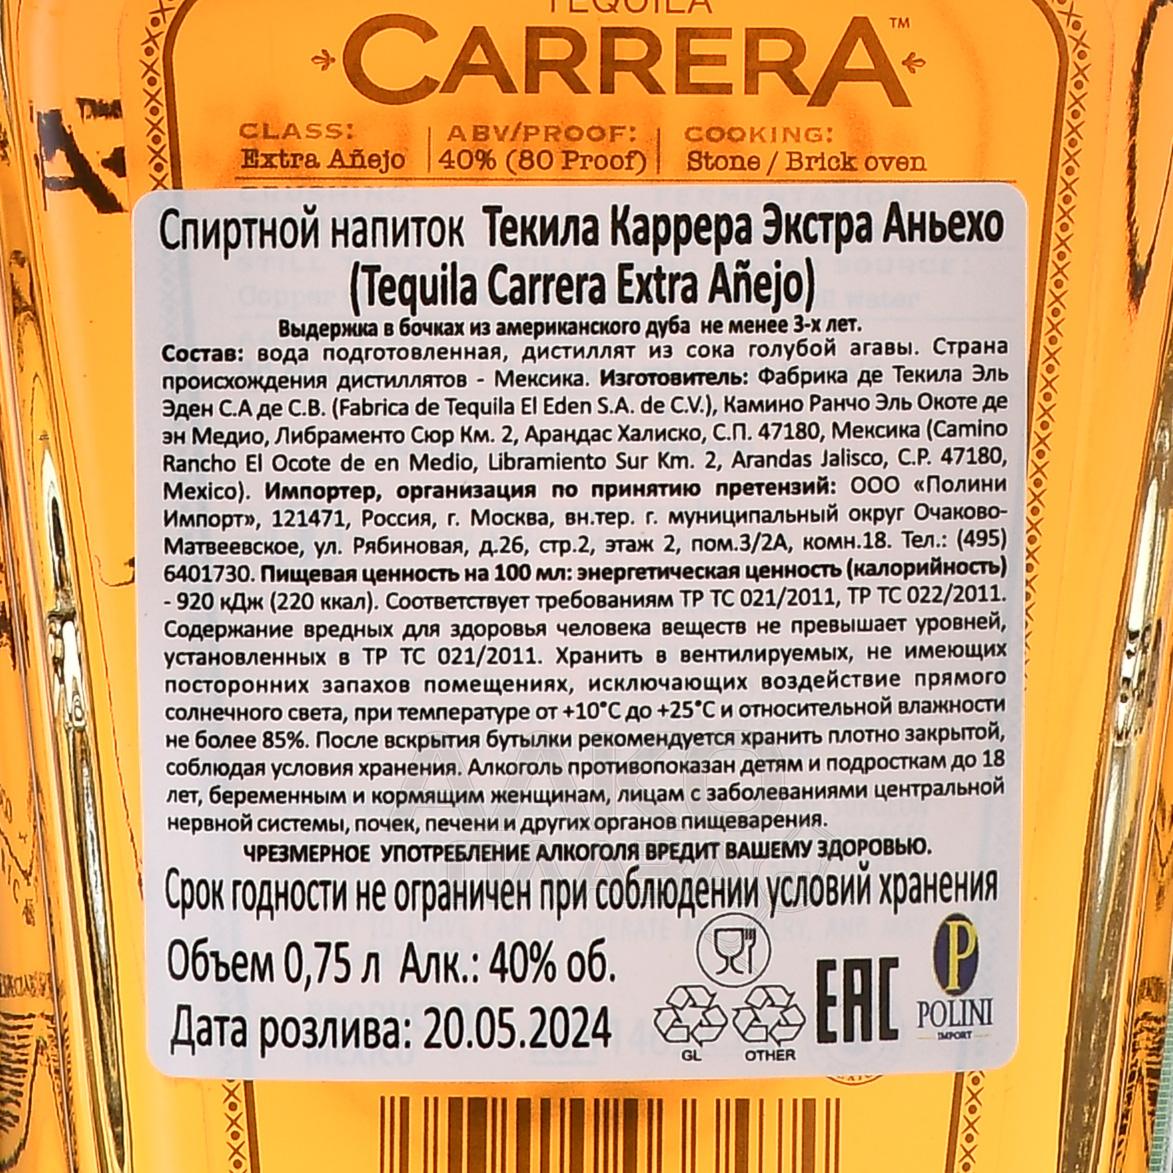 TEQUILA
CARRERA™
CLASS: ABV/PROOF: COOKING:
Extra Añejo 40% (80 Proof) Stone / Brick oven
Спиртной напиток Текила Каррера Экстра Аньехо
(Tequila Carrera Extra Añejo)
Выдержка в бочках из американского дуба не менее 3-х лет.
Состав: вода подготовленная, дистиллят из сока голубой агавы. Страна
происхождения дистиллятов - Мексика. Изготовитель: Фабрика де Текила Эль
Эден С.А де С.В. (Fabrica de Tequila El Eden S.A. de C.V.), Камино Ранчо Эль Окоте де
эн Медио, Либраменто Сюр Км. 2, Арандас Халиско, С.П. 47180, Мексика (Camino
Rancho El Ocote de en Medio, Libramiento Sur Km. 2, Arandas Jalisco, C.P. 47180,
Mexico). Импортер, организация по принятию претензий: ООО «Полини
Импорт», 121471, Россия, г. Москва, вн.тер. г. муниципальный округ Очаково-
Матвеевское, ул. Рябиновая, д.26, стр.2, этаж 2, пом.3/2А, комн.18. Тел.: (495)
6401730. Пищевая ценность на 100 мл: энергетическая ценность (калорийность)
- 920 кДж (220 ккал). Соответствует требованиям ТР ТС 021/2011, ТР ТС 022/2011.
Содержание вредных для здоровья человека веществ не превышает уровней,
установленных в ТР ТС 021/2011. Хранить в вентилируемых, не имеющих
посторонних запахов помещениях, исключающих воздействие прямого
солнечного света, при температуре от +10°С до +25°С и относительной влажности
не более 85%. После вскрытия бутылки рекомендуется хранить плотно закрытой,
соблюдая условия хранения. Алкоголь противопоказан детям и подросткам до 18
лет, беременным и кормящим женщинам, лицам с заболеваниями центральной
нервной системы, почек, печени и других органов пищеварения.
ЧРЕЗМЕРНОЕ УПОТРЕБЛЕНИЕ АЛКОГОЛЯ ВРЕДИТ ВАШЕМУ ЗДОРОВЬЮ.
Срок годности не ограничен при соблюдении условий хранения
Объем 0,75 л Алк.: 40% об.
Дата розлива: 20.05.2024
GL OTHER
EAC
P
POLINI
IMPORT